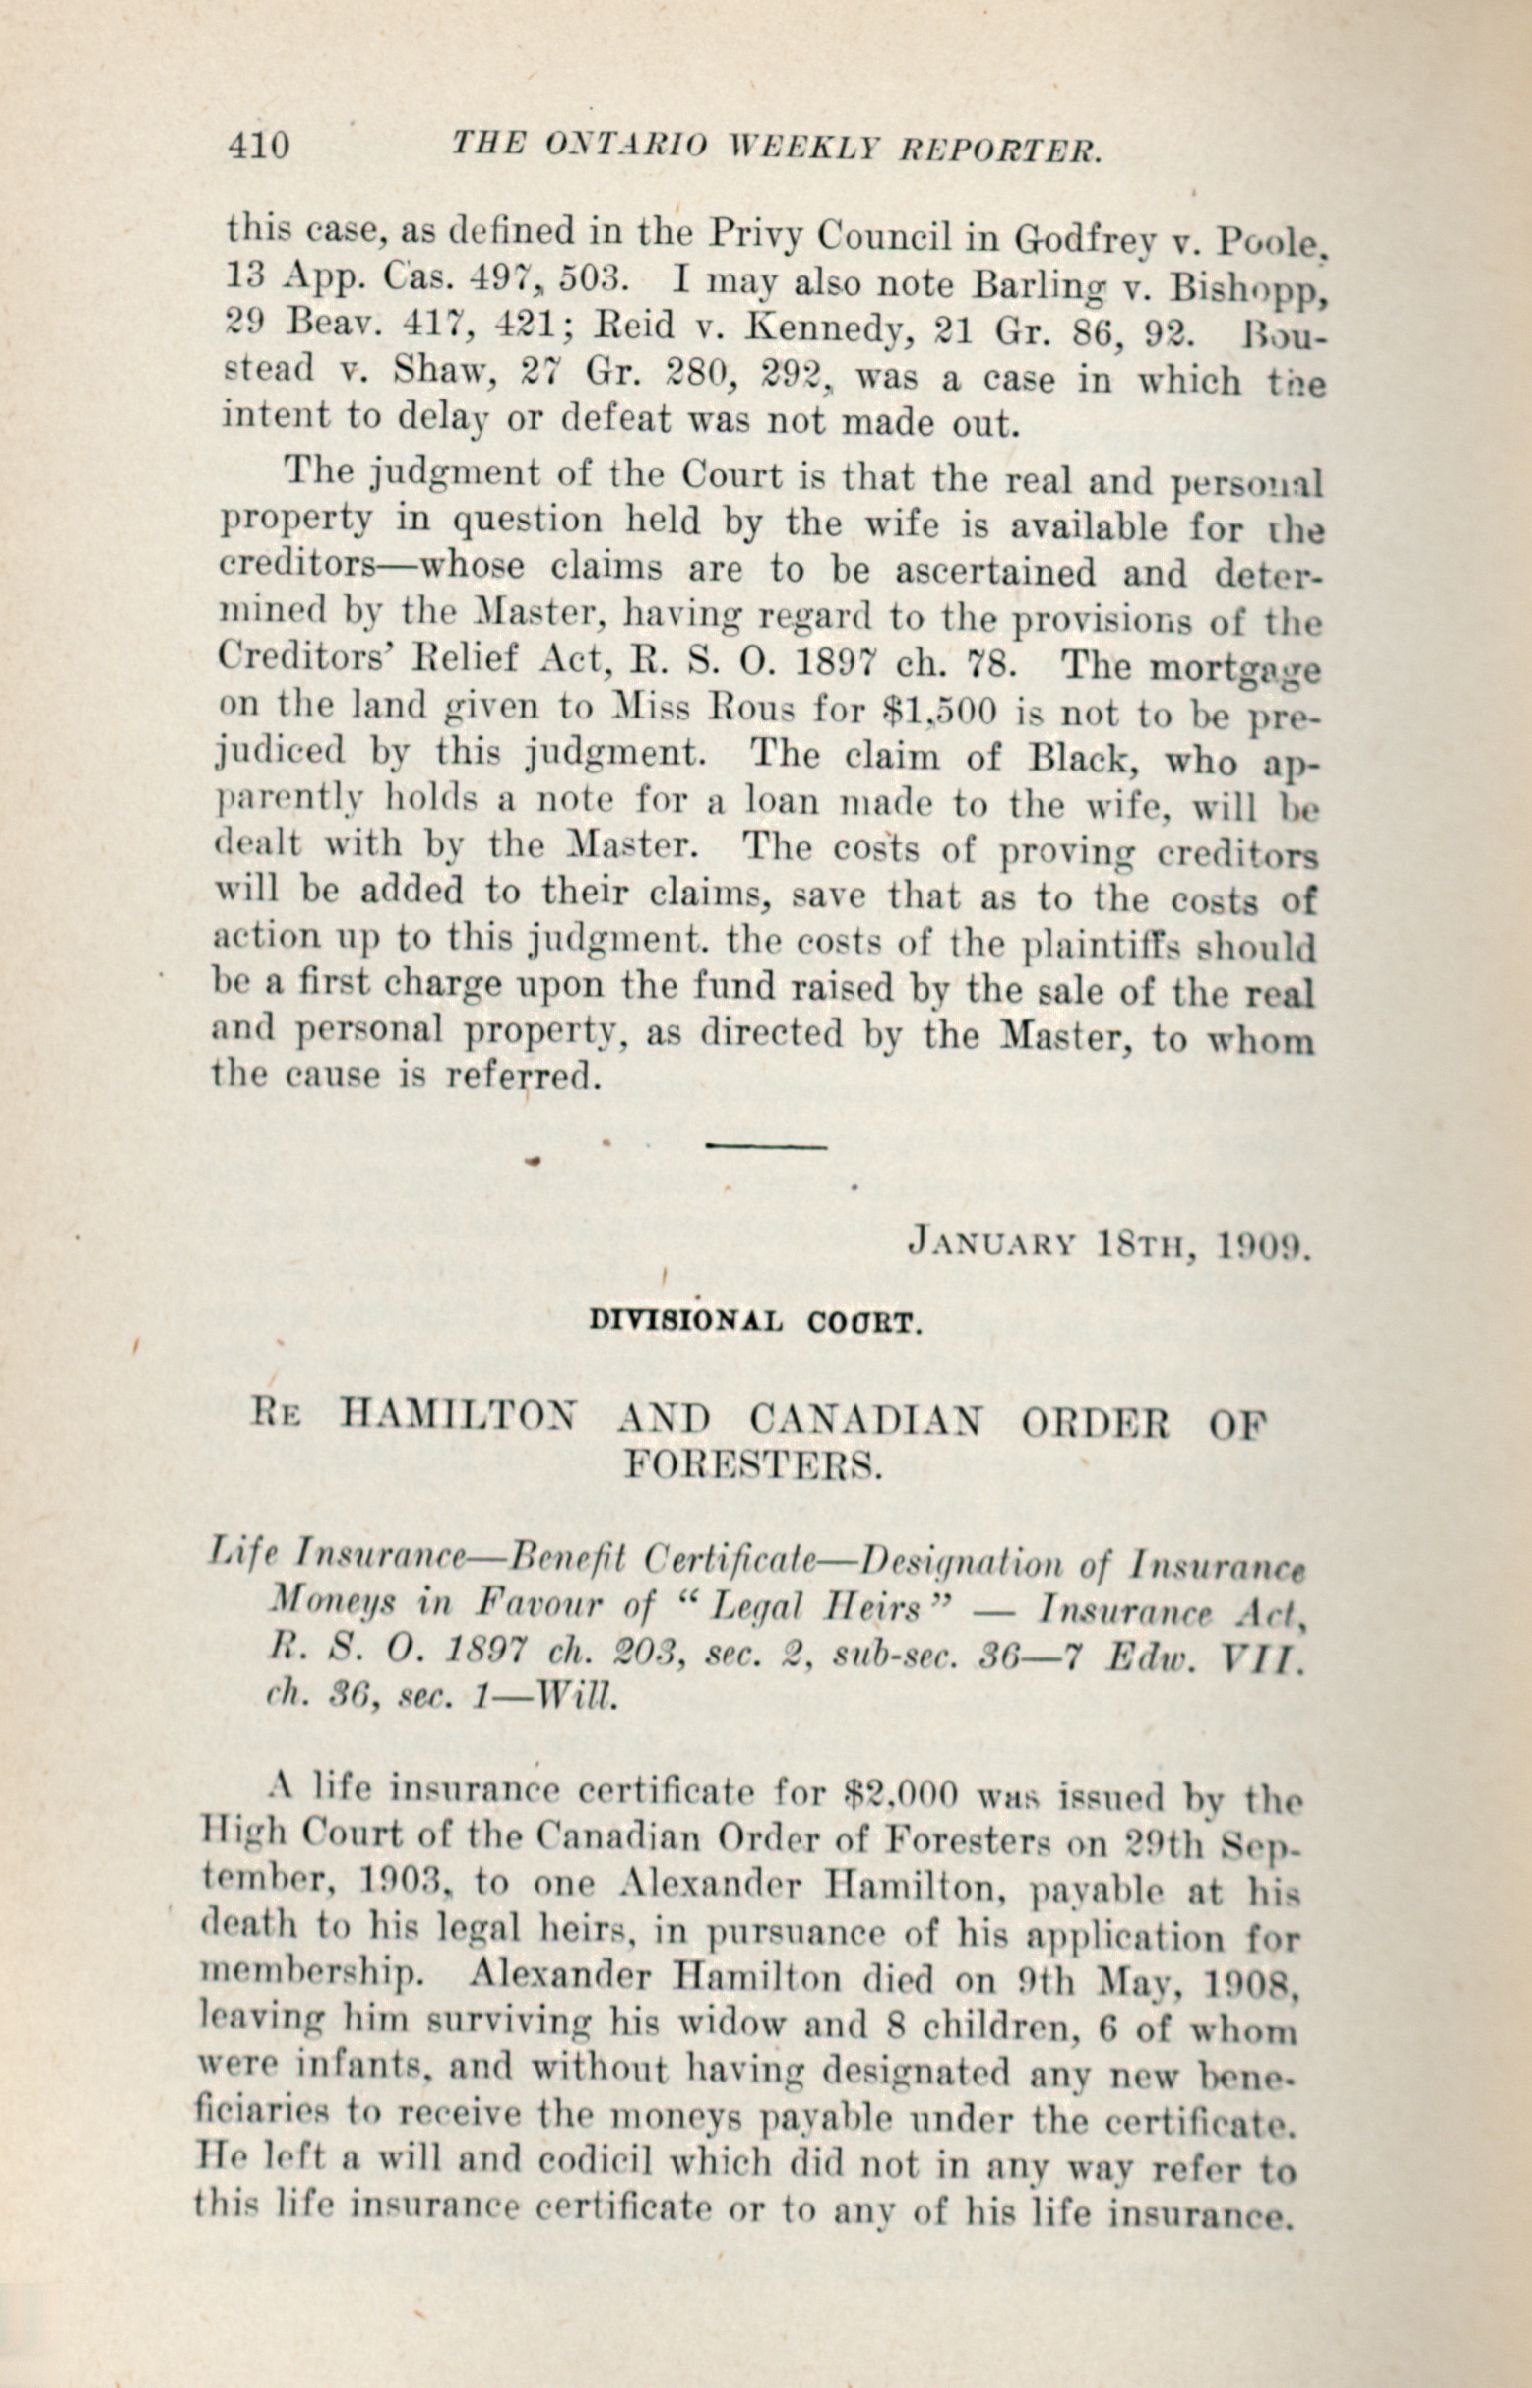 410 THE ONTARIO WEEKLY REPORTER.
this case, as defined in the Privy Council in Godfrey v. Poole,
13 App. Cas. 497, 503. I may also note Barling v. Bishopp,
29 Beav. 417, 421; Reid v. Kennedy, 21 Gr. 86, 92. Bou-
stead v. Shaw, 27 Gr. 280, 292, was a case in which the
intent to delay or defeat was not made out.
The judgment of the Court is that the real and personal
property in question held by the wife is available for the
creditors—whose claims are to be ascertained and deter-
mined by the Master, having regard to the provisions of the
Creditors' Relief Act, R. S. O. 1897 ch. 78. The mortgage
on the land given to Miss Rous for $1,500 is not to be pre-
judiced by this judgment. The claim of Black, who ap-
parently holds a note for a loan made to the wife, will be
dealt with by the Master. The costs of proving creditors
will be added to their claims, save that as to the costs of
action up to this judgment. the costs of the plaintiffs should
be a first charge upon the fund raised by the sale of the real
and personal property, as directed by the Master, to whom
the cause is referred.
JANUARY 18TH, 1909.
DIVISIONAL COURT.
RE HAMILTON AND CANADIAN ORDER OF
FORESTERS.
Life Insurance—Benefit Certificate—Designation of Insurance
Moneys in Favour of " Legal Heirs " — Insurance Act,
R. S. O. 1897 ch. 203, sec. 2, sub-sec. 36—7 Edw. VII.
ch. 36, sec. 1—Will.
A life insurance certificate for $2,000 was issued by the
High Court of the Canadian Order of Foresters on 29th Sep-
tember, 1903, to one Alexander Hamilton, payable at his
death to his legal heirs, in pursuance of his application for
membership. Alexander Hamilton died on 9th May, 1908,
leaving him surviving his widow and 8 children, 6 of whom
were infants, and without having designated any new bene-
ficiaries to receive the moneys payable under the certificate.
He left a will and codicil which did not in any way refer to
this life insurance certificate or to any of his life insurance.